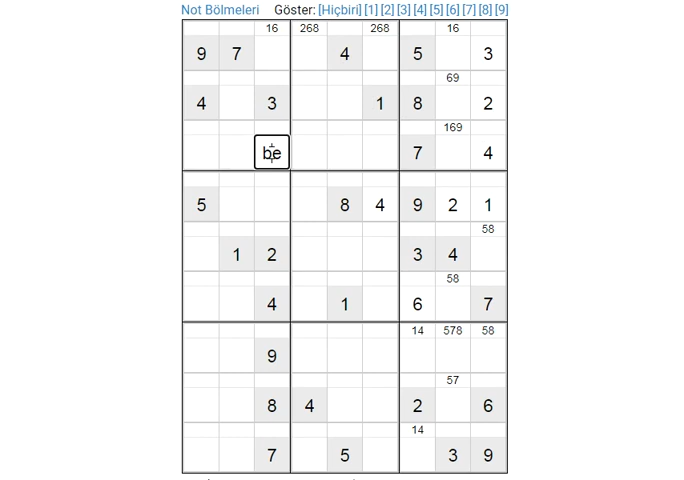 Not Bölmeleri Göster: [Hiçbiri] [1] [2] [3] [4] [5] [6] [7] [8] [9]
16 268 268 16
9 7 4 5 3
69
4 3 1 8 2
169
be 7 4
5 8 4 9 2 1
58
1 2 3 4
58
4 1 6 7
14 578 58
9
57
8 4 2 6
14
7 5 3 9